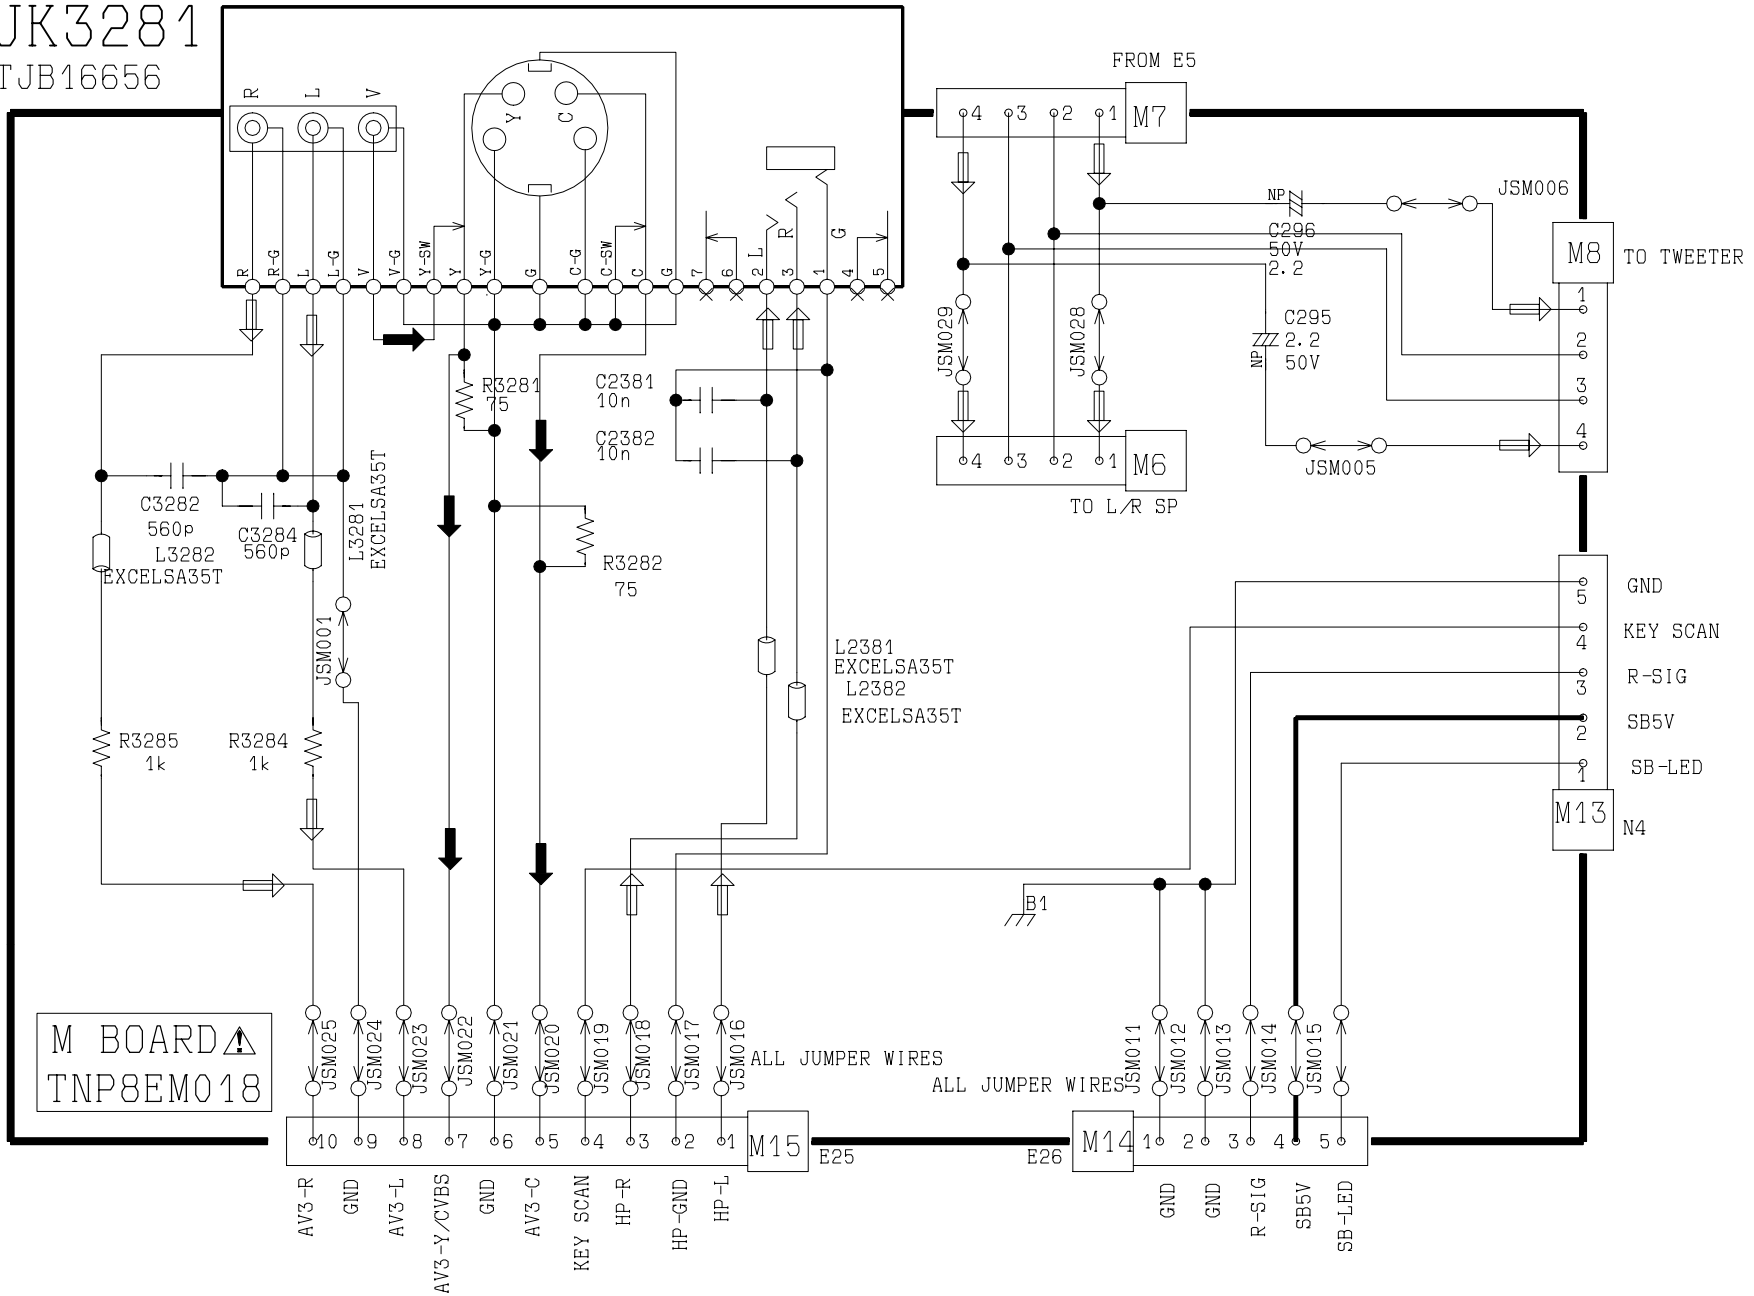 JK3281
TJB16656
R
L
V
Y
C
R
R-G
L
L-G
V
V-G
Y-SW
Y
Y-G
G
C-G
C-SW
C
G
7
6
2
3
1
4
5
L
R
G
FROM E5
4 3 2 1 M7
NP
C296
50V
2.2
JSM006
M8
TO TWEETER
1
2
3
4
JSM029
JSM028
C295
2.2
50V
NP
JSM005
4 3 2 1 M6
TO L/R SP
R3281
75
C2381
10n
C2382
10n
C3282
560p
C3284
560p
L3281
EXCELSA35T
L3282
EXCELSA35T
R3282
75
JSM001
L2381
EXCELSA35T
L2382
EXCELSA35T
R3285
1k
R3284
1k
5 GND
4 KEY SCAN
3 R-SIG
2 SB5V
1 SB-LED
M13
N4
B1
M BOARD
TNP8EM018
JSM025
JSM024
JSM023
JSM022
JSM021
JSM020
JSM019
JSM018
JSM017
JSM016
ALL JUMPER WIRES
ALL JUMPER WIRES
JSM011
JSM012
JSM013
JSM014
JSM015
10 9 8 7 6 5 4 3 2 1 M15
E25
E26
M14 1 2 3 4 5
AV3-R
GND
AV3-L
AV3-Y/CVBS
GND
AV3-C
KEY SCAN
HP-R
HP-GND
HP-L
GND
GND
R-SIG
SB5V
SB-LED